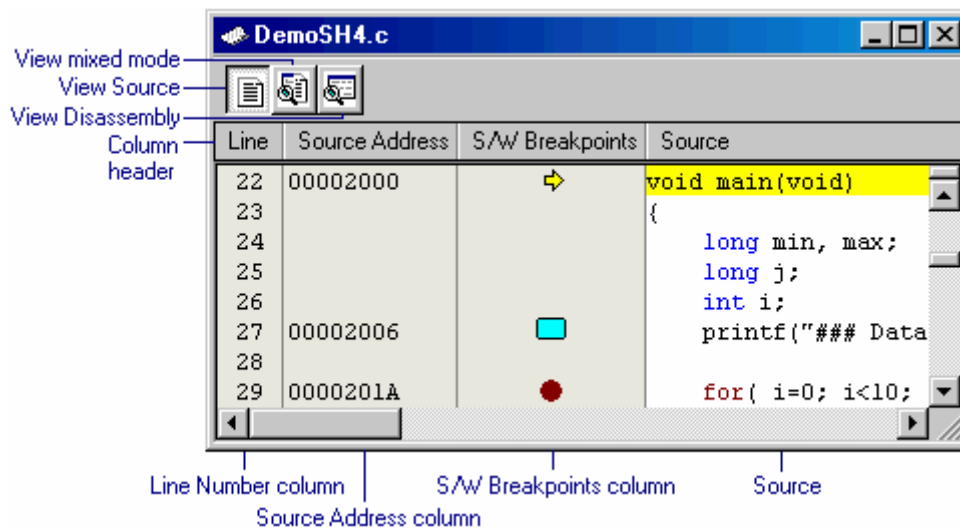 DemoSH4.c
View mixed mode
View Source
View Disassembly
Column header
Line Source Address S/W Breakpoints Source
22 00002000 void main(void)
23 {
24 long min, max;
25 long j;
26 int i;
27 00002006 printf("### Data
28
29 0000201A for( i=0; i<10;
Line Number column
S/W Breakpoints column
Source
Source Address column